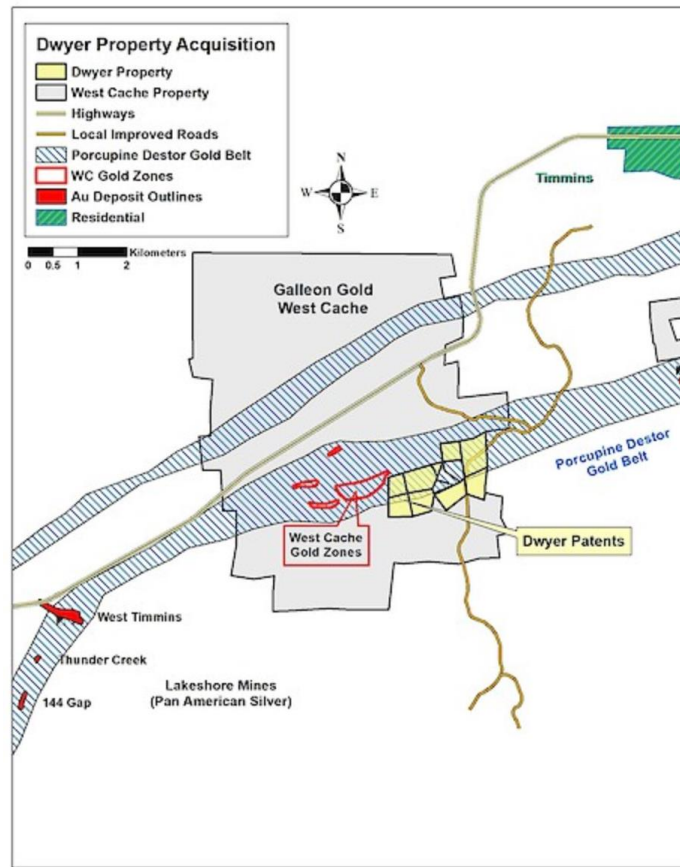 Dwyer Property Acquisition
Dwyer Property
West Cache Property
Highways
Local Improved Roads
Porcupine Destor Gold Belt
WC Gold Zones
Au Deposit Outlines
Residential
Kilometers
0 0.5 1 2
N
W E
S
Timmins
Galleon Gold
West Cache
Porcupine Destor
Gold Belt
West Cache
Gold Zones
Dwyer Patents
West Timmins
Thunder Creek
144 Gap
Lakeshore Mines
(Pan American Silver)